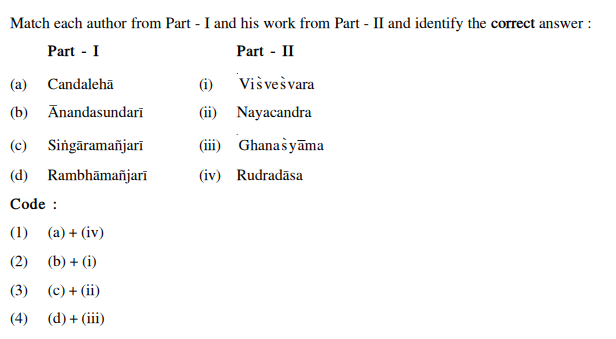 Match each author from Part - I and his work from Part - II and identify the correct answer :
Part - I Part - II
(a) Candalehā (i) Viśveśvara
(b) Ānandasundarī (ii) Nayacandra
(c) Siṅgāramañjarī (iii) Ghanaśyāma
(d) Rambhāmañjarī (iv) Rudradāsa
Code :
(1) (a) + (iv)
(2) (b) + (i)
(3) (c) + (ii)
(4) (d) + (iii)